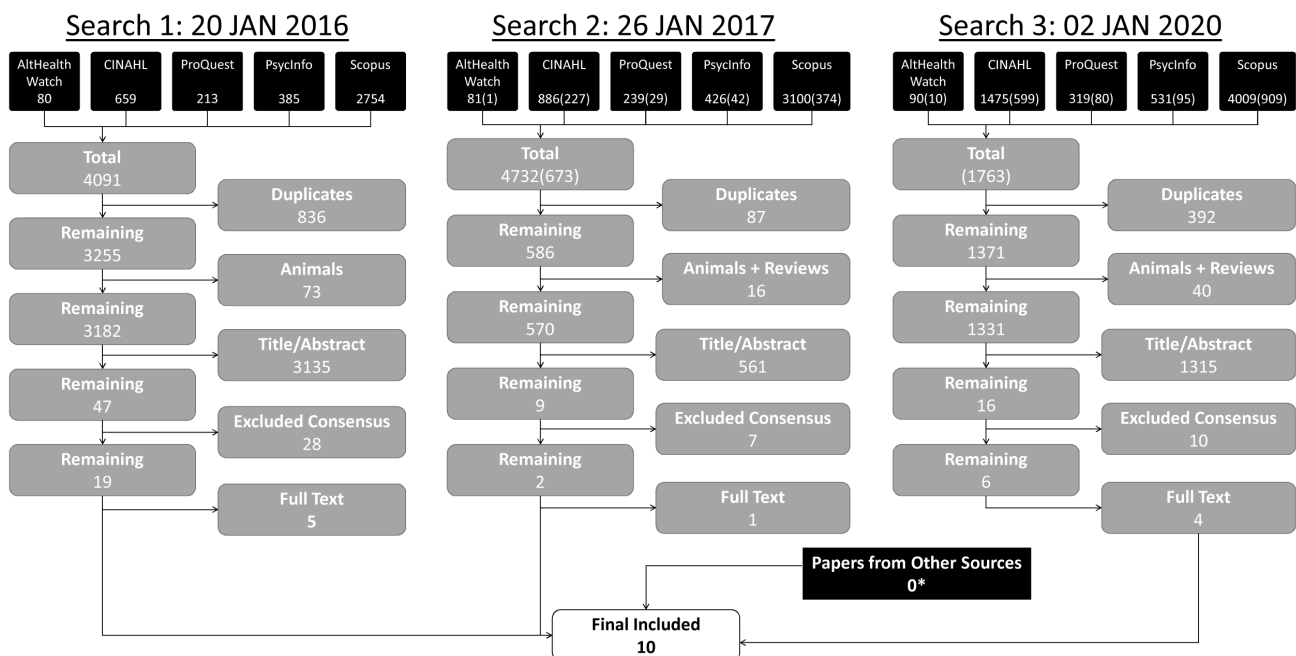 Search 1: 20 JAN 2016
AltHealth
Watch
80
CINAHL
659
ProQuest
213
PsycInfo
385
Scopus
2754
Total
4091
Duplicates
836
Remaining
3255
Animals
73
Remaining
3182
Title/Abstract
3135
Remaining
47
Excluded Consensus
28
Remaining
19
Full Text
5
Search 2: 26 JAN 2017
AltHealth
Watch
81(1)
CINAHL
886(227)
ProQuest
239(29)
PsycInfo
426(42)
Scopus
3100(374)
Total
4732(673)
Duplicates
87
Remaining
586
Animals + Reviews
16
Remaining
570
Title/Abstract
561
Remaining
9
Excluded Consensus
7
Remaining
2
Full Text
1
Search 3: 02 JAN 2020
AltHealth
Watch
90(10)
CINAHL
1475(599)
ProQuest
319(80)
PsycInfo
531(95)
Scopus
4009(909)
Total
(1763)
Duplicates
392
Remaining
1371
Animals + Reviews
40
Remaining
1331
Title/Abstract
1315
Remaining
16
Excluded Consensus
10
Remaining
6
Full Text
4
Papers from Other Sources
0*
Final Included
10